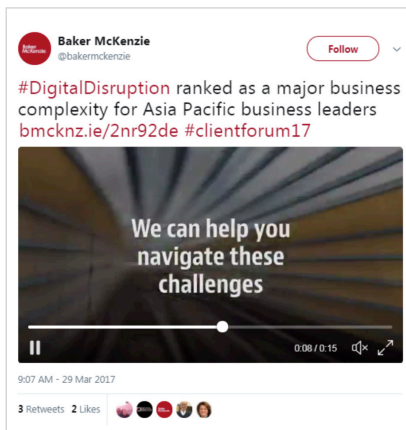 Baker McKenzie
@bakermckenzie
Follow
#DigitalDisruption ranked as a major business
complexity for Asia Pacific business leaders
bmcknz.ie/2nr92de #clientforum17
We can help you
navigate these
challenges
0:08 / 0:15
9:07 AM - 29 Mar 2017
3 Retweets 2 Likes